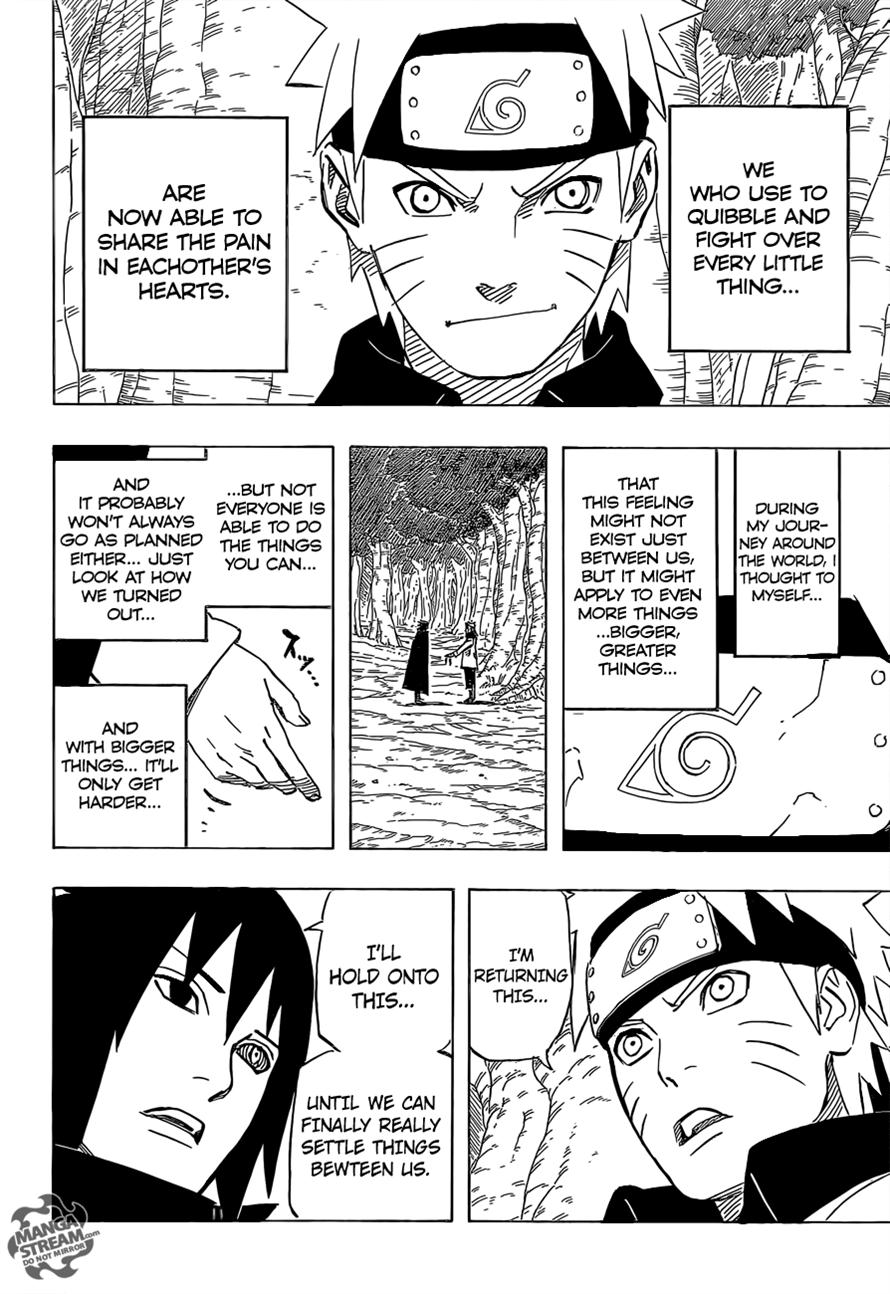 WE
WHO USE TO
QUIBBLE AND
FIGHT OVER
EVERY LITTLE
THING...
ARE
NOW ABLE TO
SHARE THE PAIN
IN EACHOTHER'S
HEARTS.
DURING
MY JOUR-
NEY AROUND
THE WORLD, I
THOUGHT TO
MYSELF...
THAT
THIS FEELING
MIGHT NOT
EXIST JUST
BETWEEN US,
BUT IT MIGHT
APPLY TO EVEN
MORE THINGS
...BIGGER,
GREATER
THINGS...
...BUT NOT
EVERYONE IS
ABLE TO DO
THE THINGS
YOU CAN...
AND
IT PROBABLY
WON'T ALWAYS
GO AS PLANNED
EITHER... JUST
LOOK AT HOW
WE TURNED
OUT...
スッ...
AND
WITH BIGGER
THINGS... IT'LL
ONLY GET
HARDER...
I'M
RETURNING
THIS...
I'LL
HOLD ONTO
THIS...
UNTIL WE CAN
FINALLY REALLY
SETTLE THINGS
BEWTEEN US.
MANGA
STREAM.com
DO NOT MIRROR